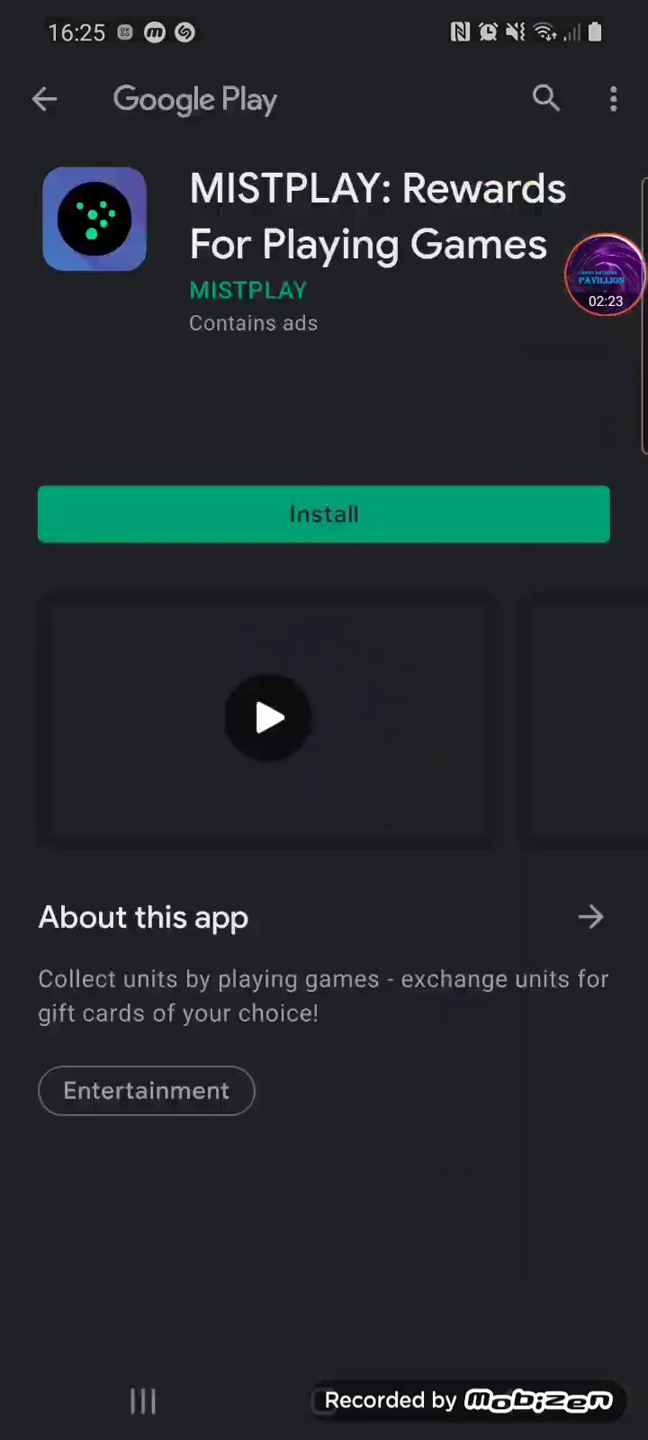 16:25
Google Play
MISTPLAY: Rewards
For Playing Games
MISTPLAY
Contains ads
PAVILLION
02:23
Install
About this app
Collect units by playing games - exchange units for
gift cards of your choice!
Entertainment
Recorded by mobizen